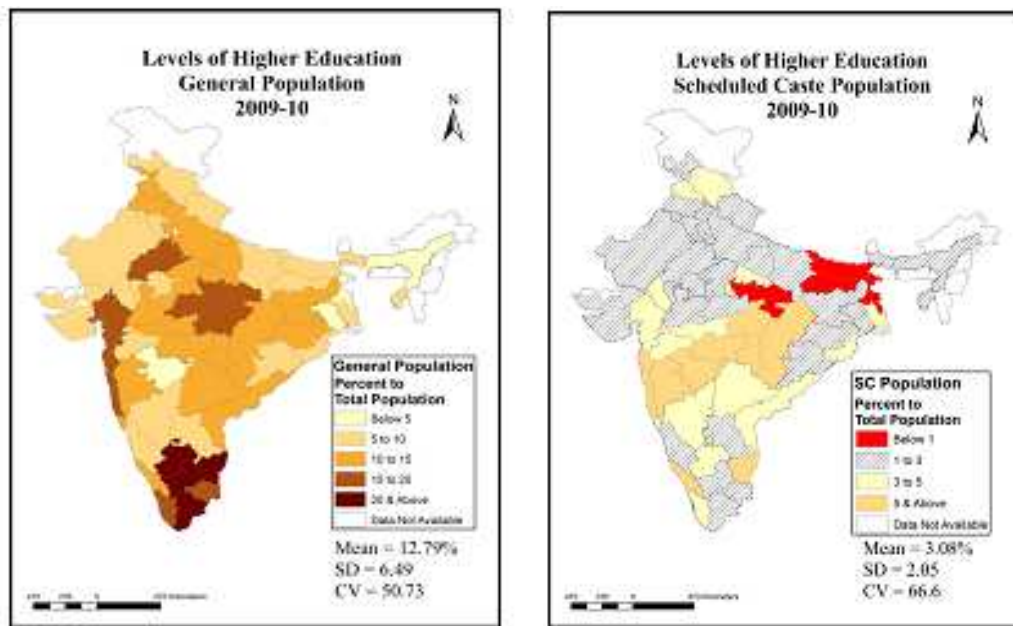 Levels of Higher Education
General Population
2009-10
N
General Population
Percent to
Total Population
Below 5
5 to 10
10 to 15
15 to 20
20 & Above
Data Not Available
Mean = 12.79%
SD = 6.49
CV = 50.73
Levels of Higher Education
Scheduled Caste Population
2009-10
N
SC Population
Percent to
Total Population
Below 1
1 to 3
3 to 5
5 & Above
Data Not Available
Mean = 3.08%
SD = 2.05
CV = 66.6